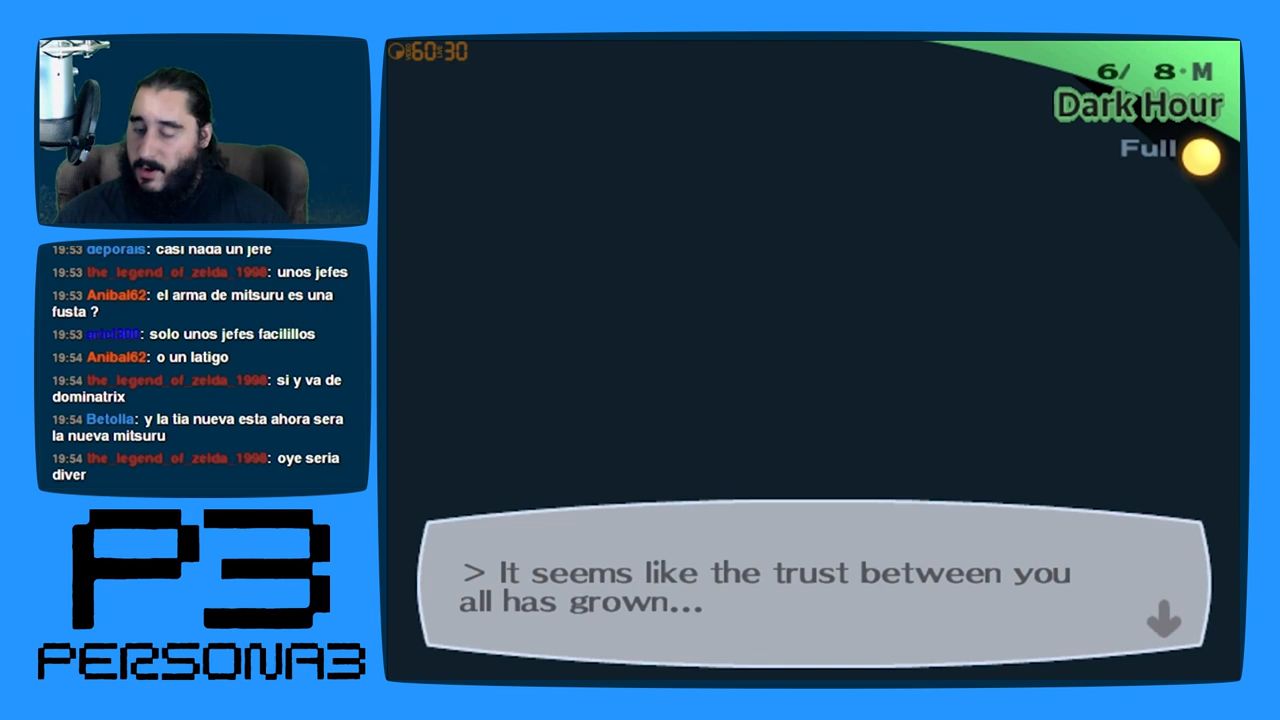 60 30
6/ 8·M
Dark Hour
Full
19:53 deporais: casi nada un jefe
19:53 the_legend_of_zelda_1998: unos jefes
19:53 Anibal62: el arma de mitsuru es una
fusta ?
19:53 : solo unos jefes facilillos
19:54 Anibal62: o un latigo
19:54 the_legend_of_zelda_1998: si y va de
dominatrix
19:54 Betolla: y la tia nueva esta ahora sera
la nueva mitsuru
19:54 the_legend_of_zelda_1998: oye seria
diver
> It seems like the trust between you
all has grown...
P3
PERSONA3